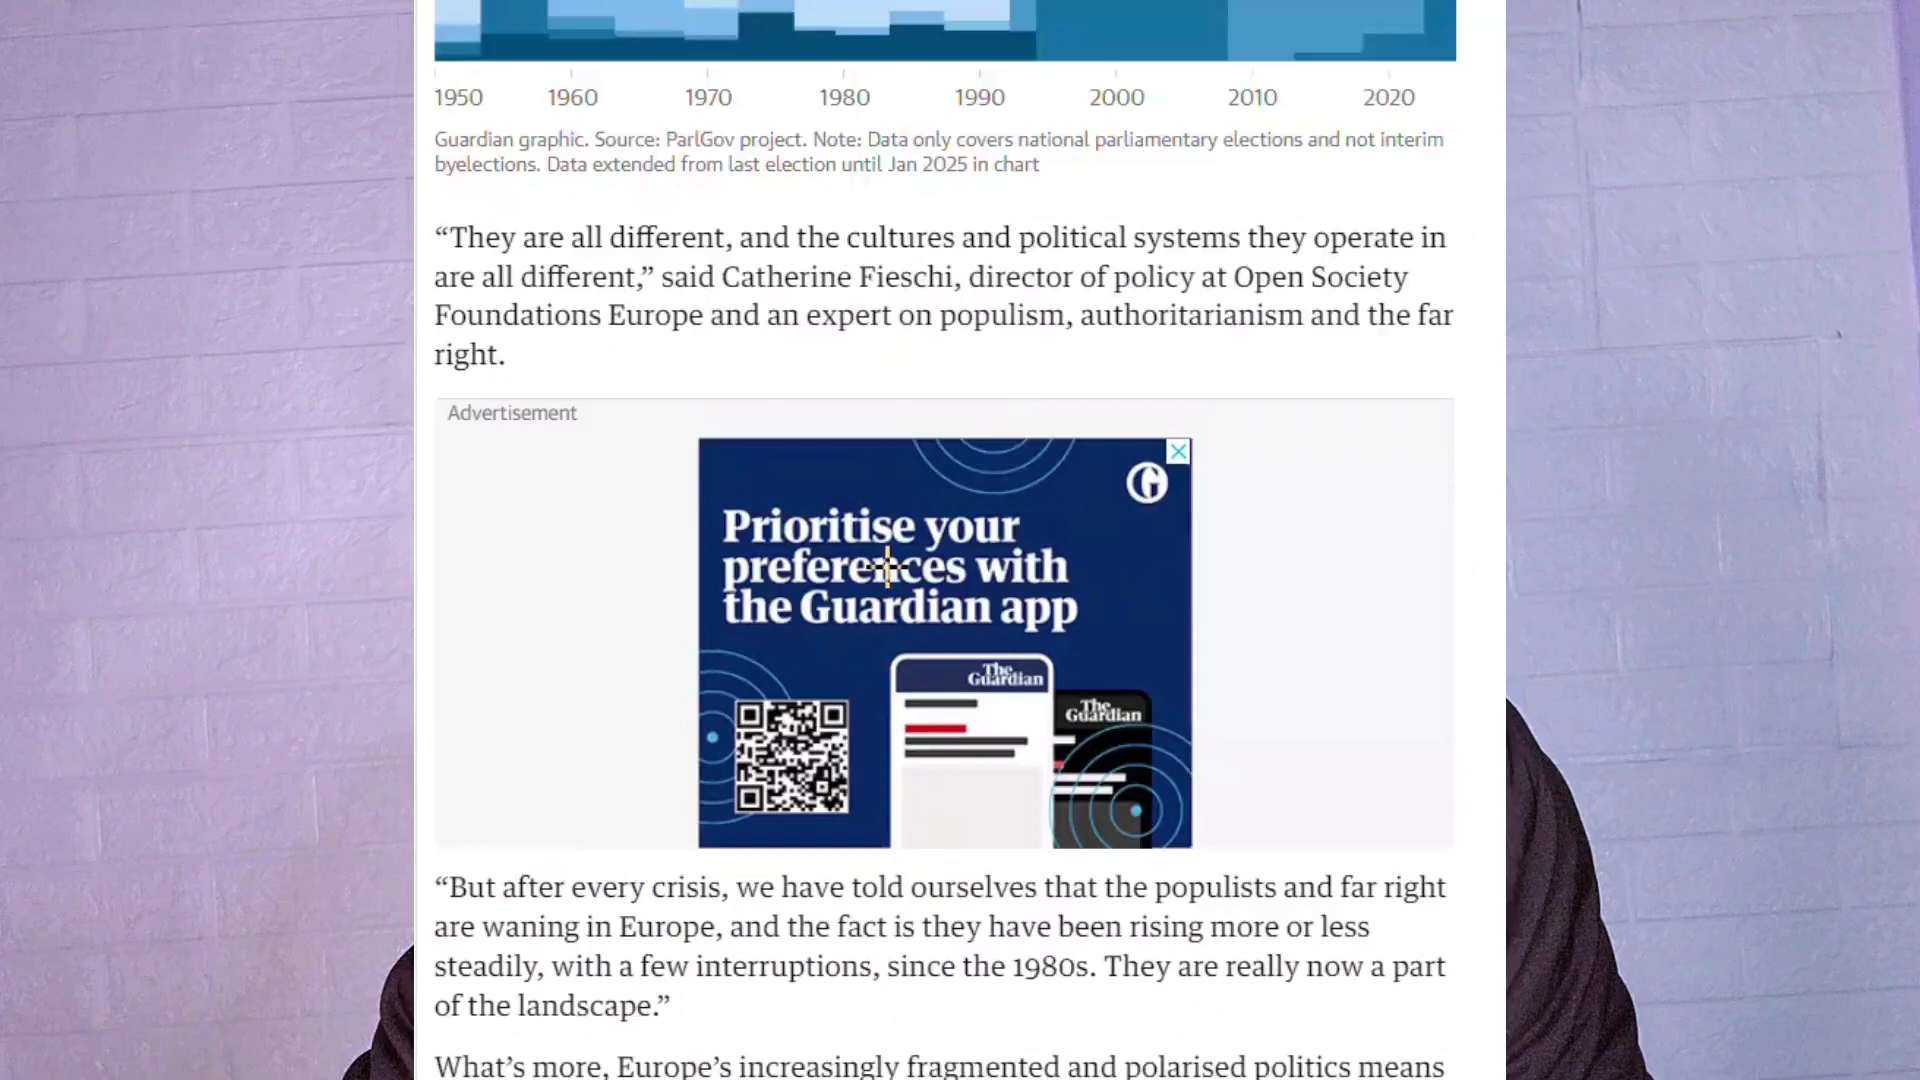 1950 1960 1970 1980 1990 2000 2010 2020
Guardian graphic. Source: ParlGov project. Note: Data only covers national parliamentary elections and not interim
byelections. Data extended from last election until Jan 2025 in chart
“They are all different, and the cultures and political systems they operate in
are all different,” said Catherine Fieschi, director of policy at Open Society
Foundations Europe and an expert on populism, authoritarianism and the far
right.
Advertisement
G
Prioritise your
preferences with
the Guardian app
The
Guardian
The
Guardian
“But after every crisis, we have told ourselves that the populists and far right
are waning in Europe, and the fact is they have been rising more or less
steadily, with a few interruptions, since the 1980s. They are really now a part
of the landscape.”
What’s more, Europe’s increasingly fragmented and polarised politics means